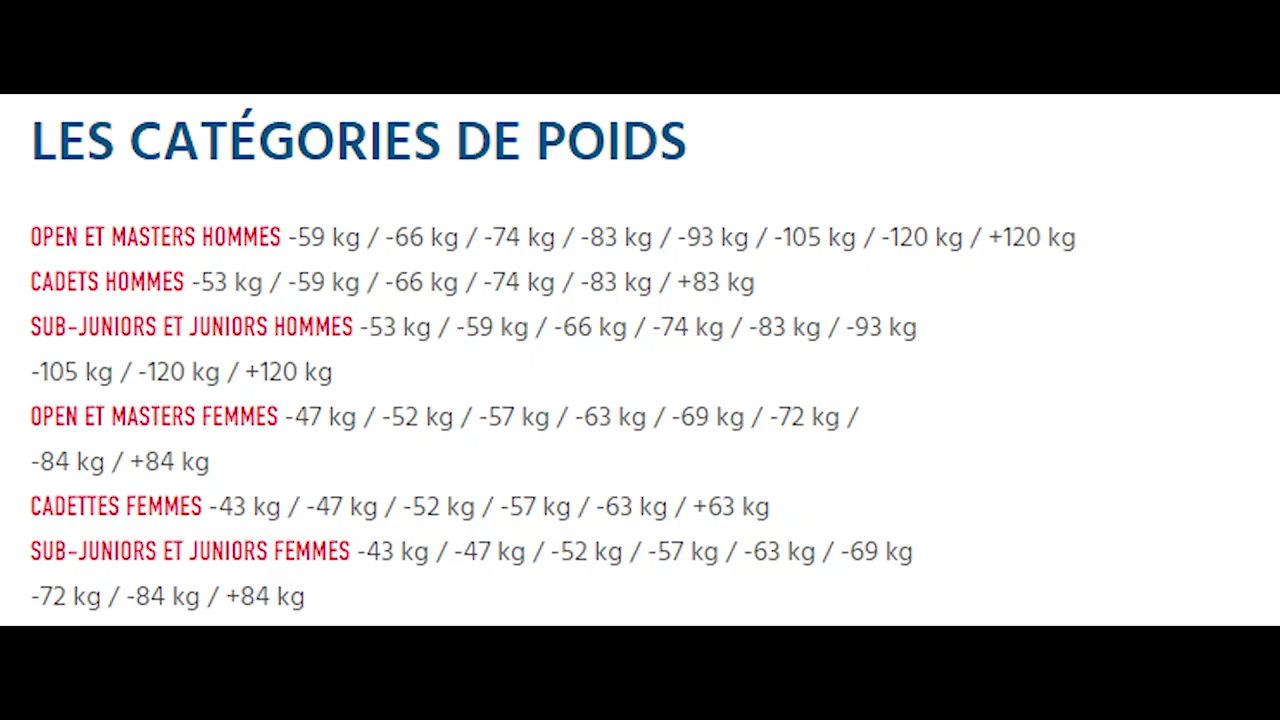 LES CATÉGORIES DE POIDS
OPEN ET MASTERS HOMMES -59 kg / -66 kg / -74 kg / -83 kg / -93 kg / -105 kg / -120 kg / +120 kg
CADETS HOMMES -53 kg / -59 kg / -66 kg / -74 kg / -83 kg / +83 kg
SUB-JUNIORS ET JUNIORS HOMMES -53 kg / -59 kg / -66 kg / -74 kg / -83 kg / -93 kg
-105 kg / -120 kg / +120 kg
OPEN ET MASTERS FEMMES -47 kg / -52 kg / -57 kg / -63 kg / -69 kg / -72 kg /
-84 kg / +84 kg
CADETTES FEMMES -43 kg / -47 kg / -52 kg / -57 kg / -63 kg / +63 kg
SUB-JUNIORS ET JUNIORS FEMMES -43 kg / -47 kg / -52 kg / -57 kg / -63 kg / -69 kg
-72 kg / -84 kg / +84 kg